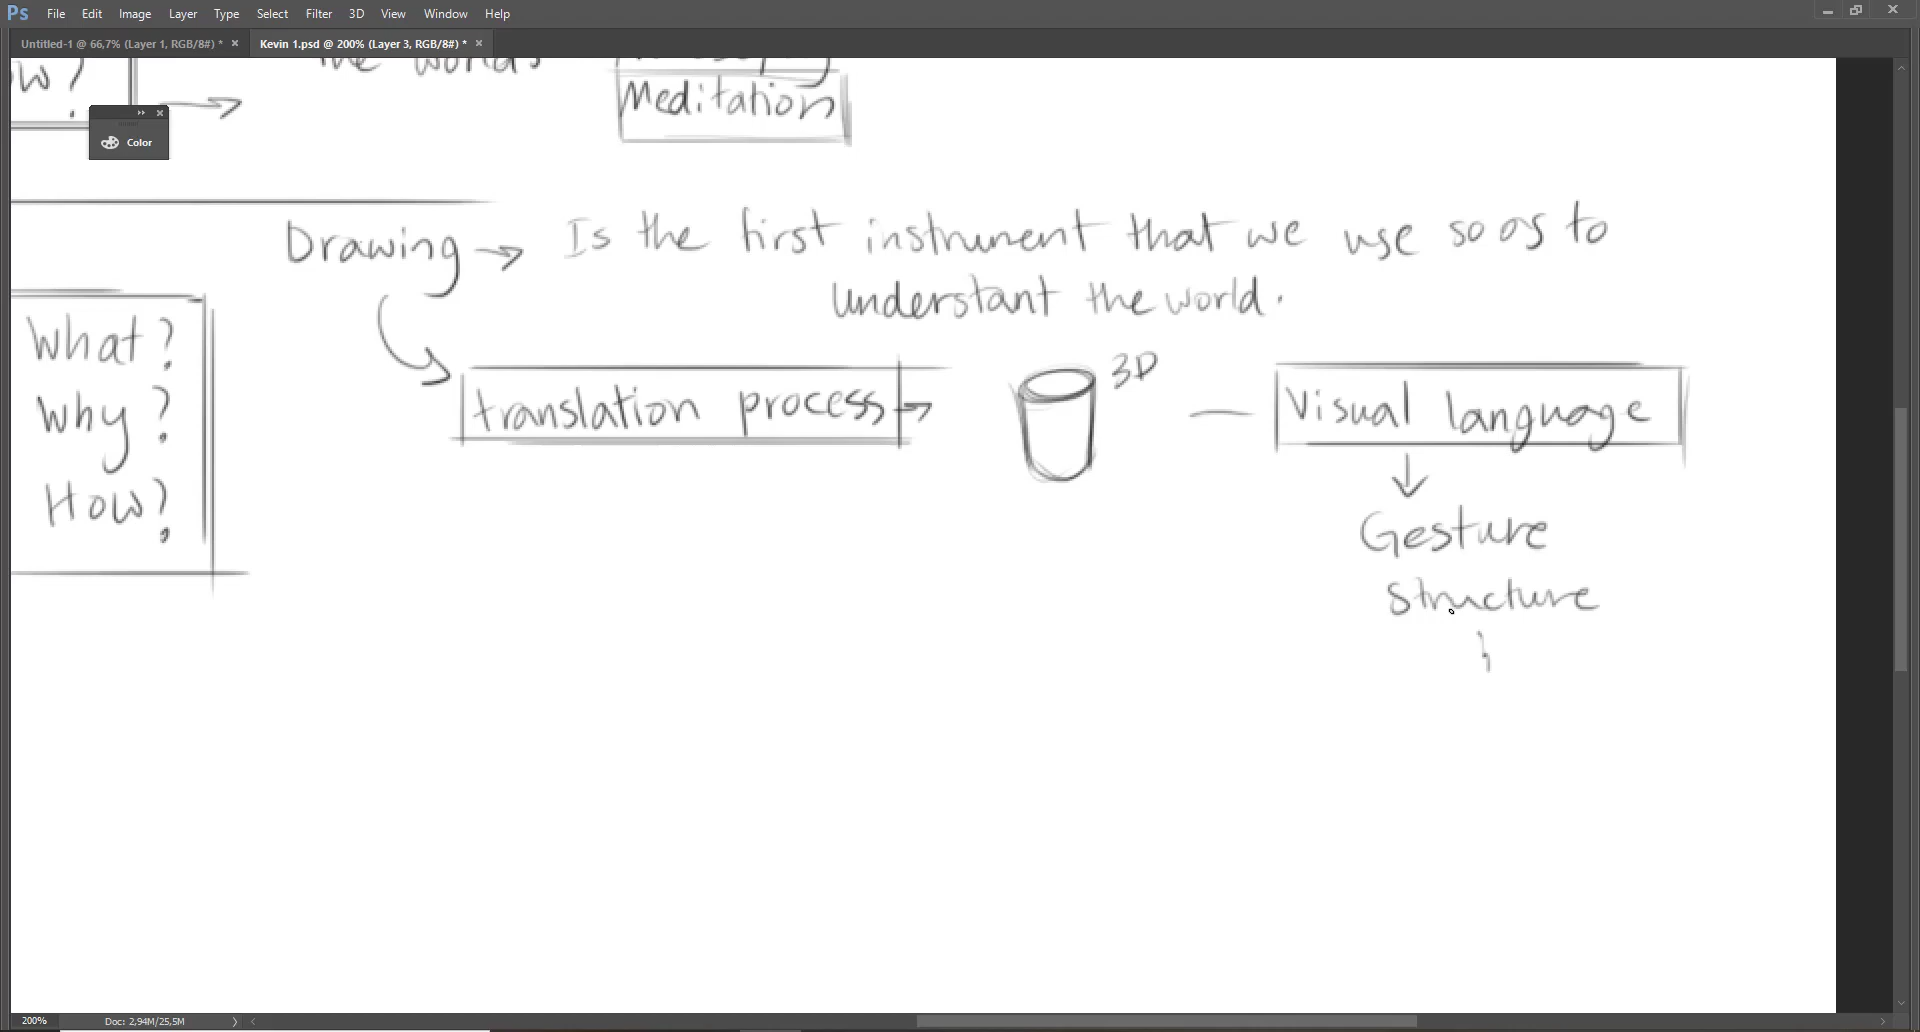 Ps File Edit Image Layer Type Select Filter 3D View Window Help
Untitled-1 @ 66,7% (Layer 1, RGB/8#) * × Kevin 1.psd @ 200% (Layer 3, RGB/8#) * ×
the world.
Meditation
Color
Drawing → Is the first instrument that we use so as to
understant the world.
What?
Why?
How?
translation process → 3D — Visual language
↓
Gesture
structure
200% Doc: 2,94M/25,5M